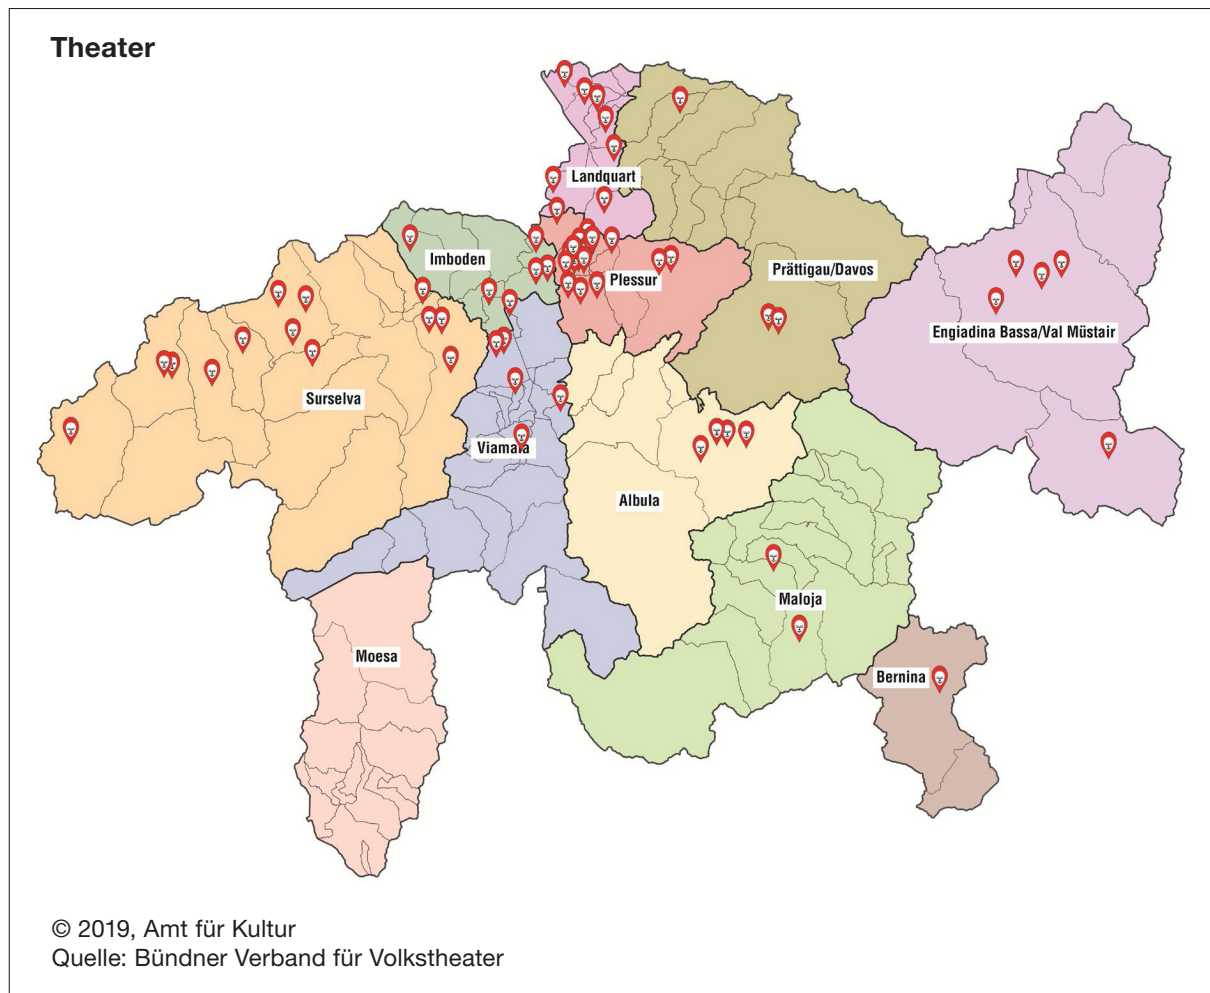 Theater
Landquart
Imboden
Plessur
Prättigau/Davos
Engiadina Bassa/Val Müstair
Surselva
Viamala
Albula
Maloja
Moesa
Bernina
© 2019, Amt für Kultur
Quelle: Bündner Verband für Volkstheater